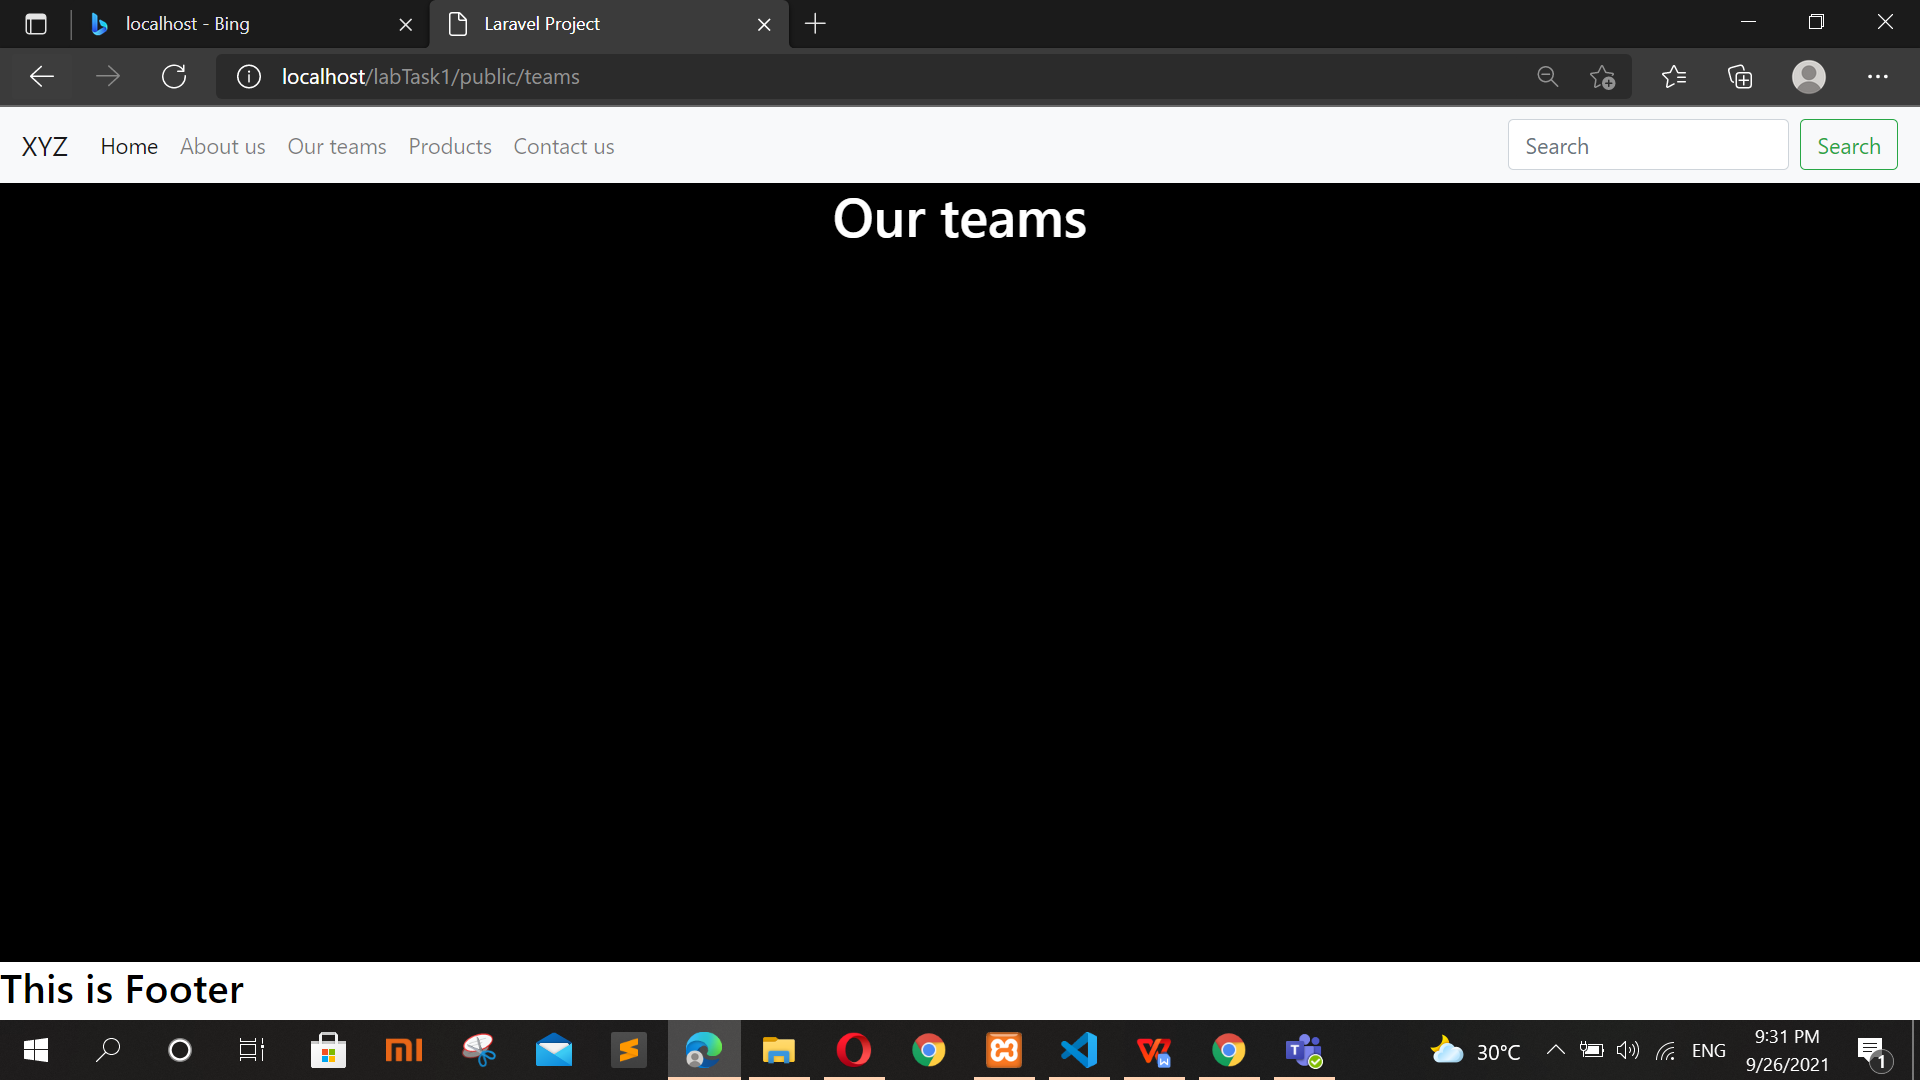 localhost - Bing
Laravel Project
localhost/labTask1/public/teams
XYZ Home About us Our teams Products Contact us Search Search
Our teams
This is Footer
30°C ENG 9:31 PM
9/26/2021
1